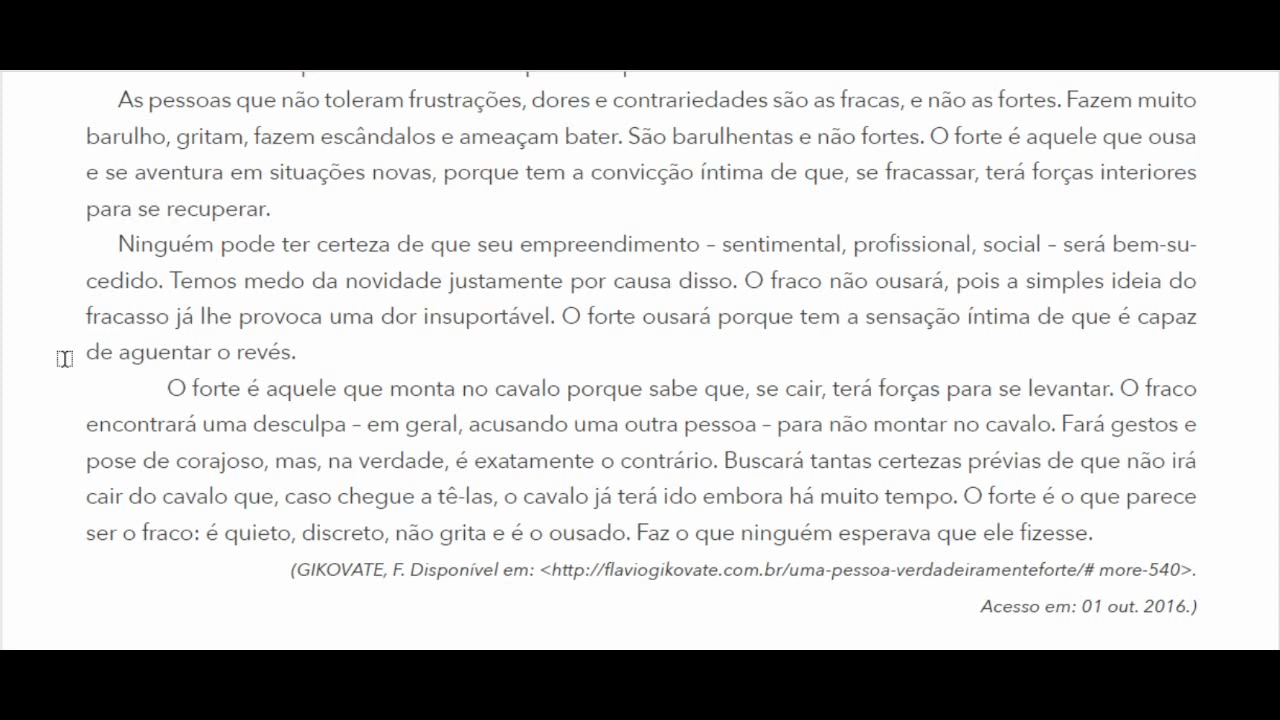 As pessoas que não toleram frustrações, dores e contrariedades são as fracas, e não as fortes. Fazem muito
barulho, gritam, fazem escândalos e ameaçam bater. São barulhentas e não fortes. O forte é aquele que ousa
e se aventura em situações novas, porque tem a convicção íntima de que, se fracassar, terá forças interiores
para se recuperar.
Ninguém pode ter certeza de que seu empreendimento – sentimental, profissional, social – será bem-su-
cedido. Temos medo da novidade justamente por causa disso. O fraco não ousará, pois a simples ideia do
fracasso já lhe provoca uma dor insuportável. O forte ousará porque tem a sensação íntima de que é capaz
de aguentar o revés.
O forte é aquele que monta no cavalo porque sabe que, se cair, terá forças para se levantar. O fraco
encontrará uma desculpa – em geral, acusando uma outra pessoa – para não montar no cavalo. Fará gestos e
pose de corajoso, mas, na verdade, é exatamente o contrário. Buscará tantas certezas prévias de que não irá
cair do cavalo que, caso chegue a tê-las, o cavalo já terá ido embora há muito tempo. O forte é o que parece
ser o fraco: é quieto, discreto, não grita e é o ousado. Faz o que ninguém esperava que ele fizesse.
(GIKOVATE, F. Disponível em: <http://flaviogikovate.com.br/uma-pessoa-verdadeiramenteforte/# more-540>.
Acesso em: 01 out. 2016.)